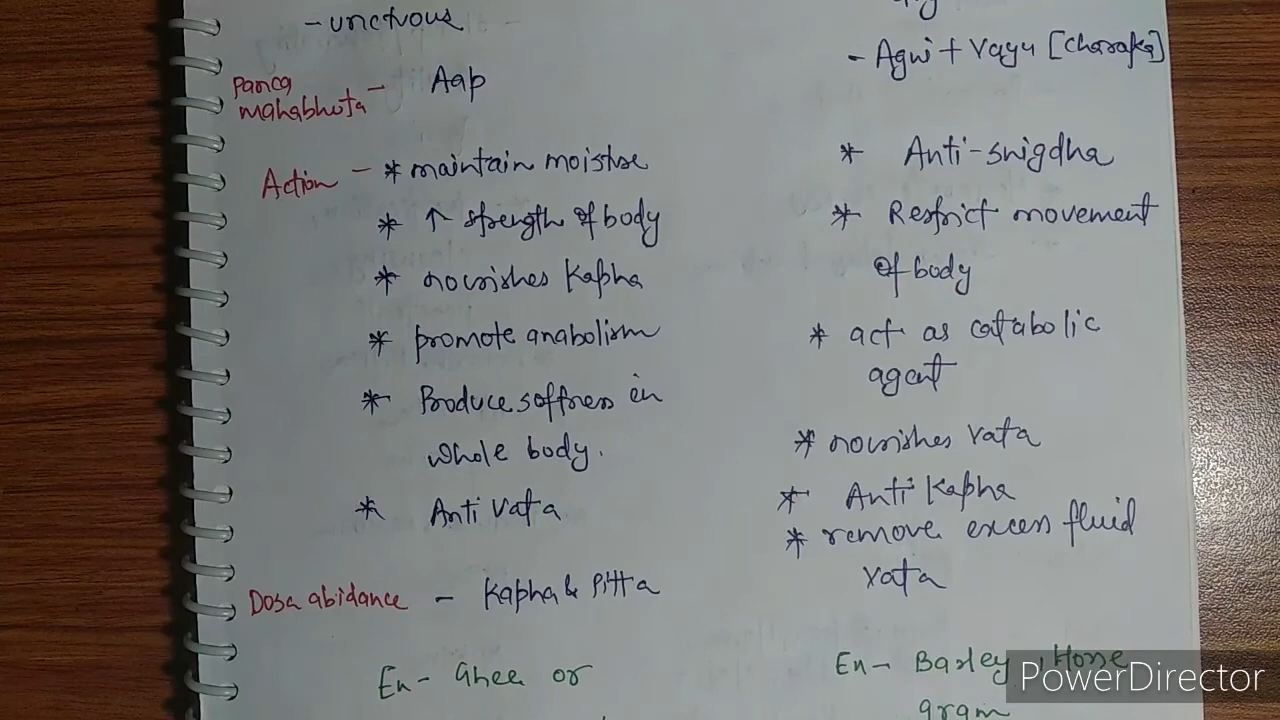 - unctuous
- Agni + Vayu [Charaka]
Panca
mahabhuta - Aap
Action - * maintain moistre
* ↑ strength of body
* nourishes Kapha
* promote anabolism
* Produce softness in
whole body.
* Anti vata
* Anti-snigdha
* Restrict movement
of body
* act as catabolic
agent
* nourishes vata
* Anti Kapha
* remove excess fluid
vata
Dosa abidance - Kapha & Pitta
Ex- Ghee or
Ex- Barley, Horse
gram
PowerDirector